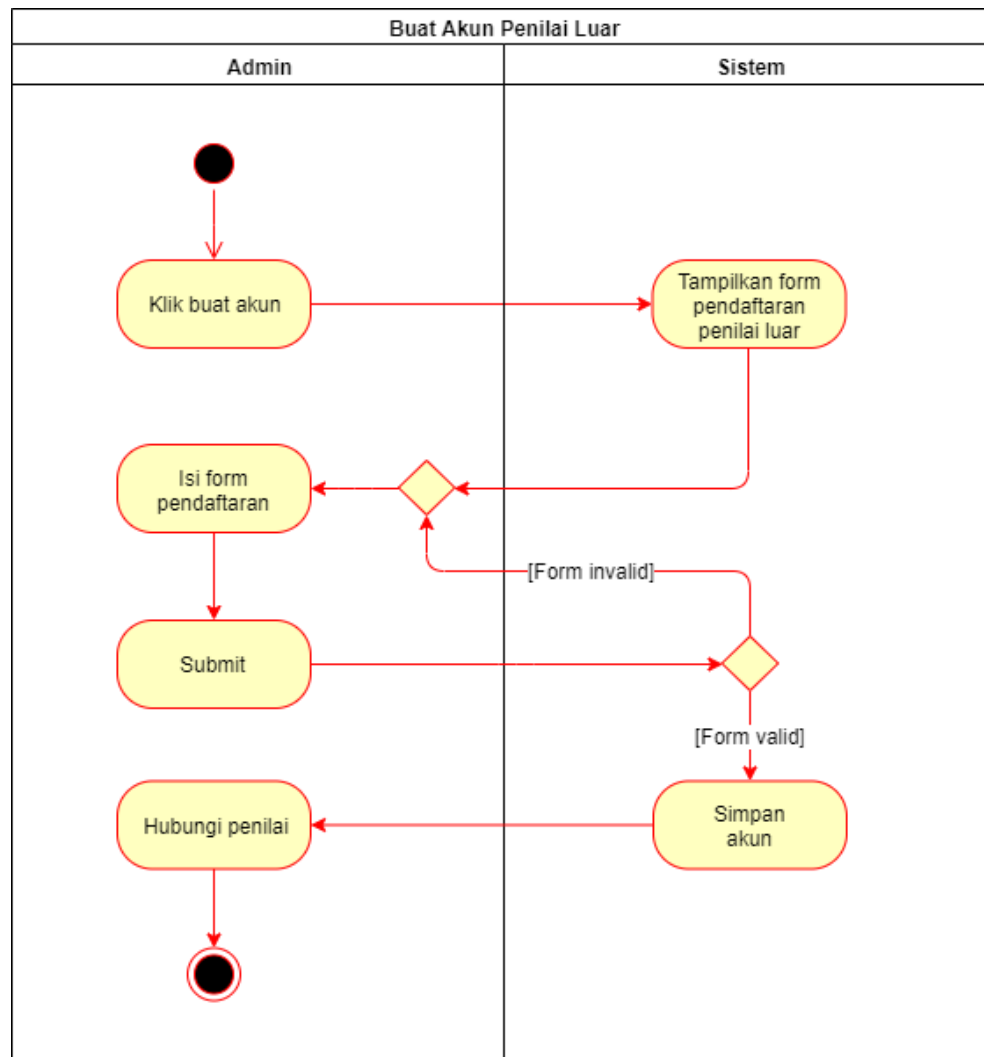 Buat Akun Penilai Luar
Admin
Sistem
Klik buat akun
Tampilkan form
pendaftaran
penilai luar
Isi form
pendaftaran
[Form invalid]
Submit
[Form valid]
Hubungi penilai
Simpan
akun